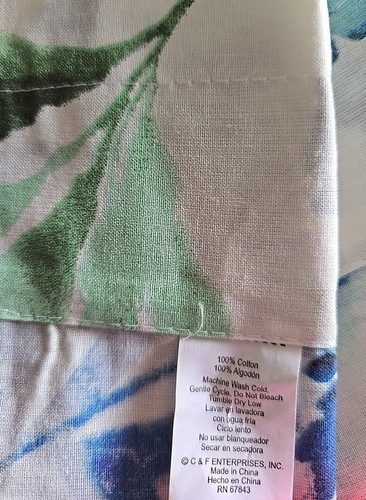 100% Cotton
100% Algodón
Machine Wash Cold,
Gentle Cycle, Do Not Bleach
Tumble Dry Low
Lavar en lavadora
con agua fria
Ciclo lento
No usar blanqueador
Secar en secadora
© C & F ENTERPRISES, INC.
Made in China
Hecho en China
RN 67843